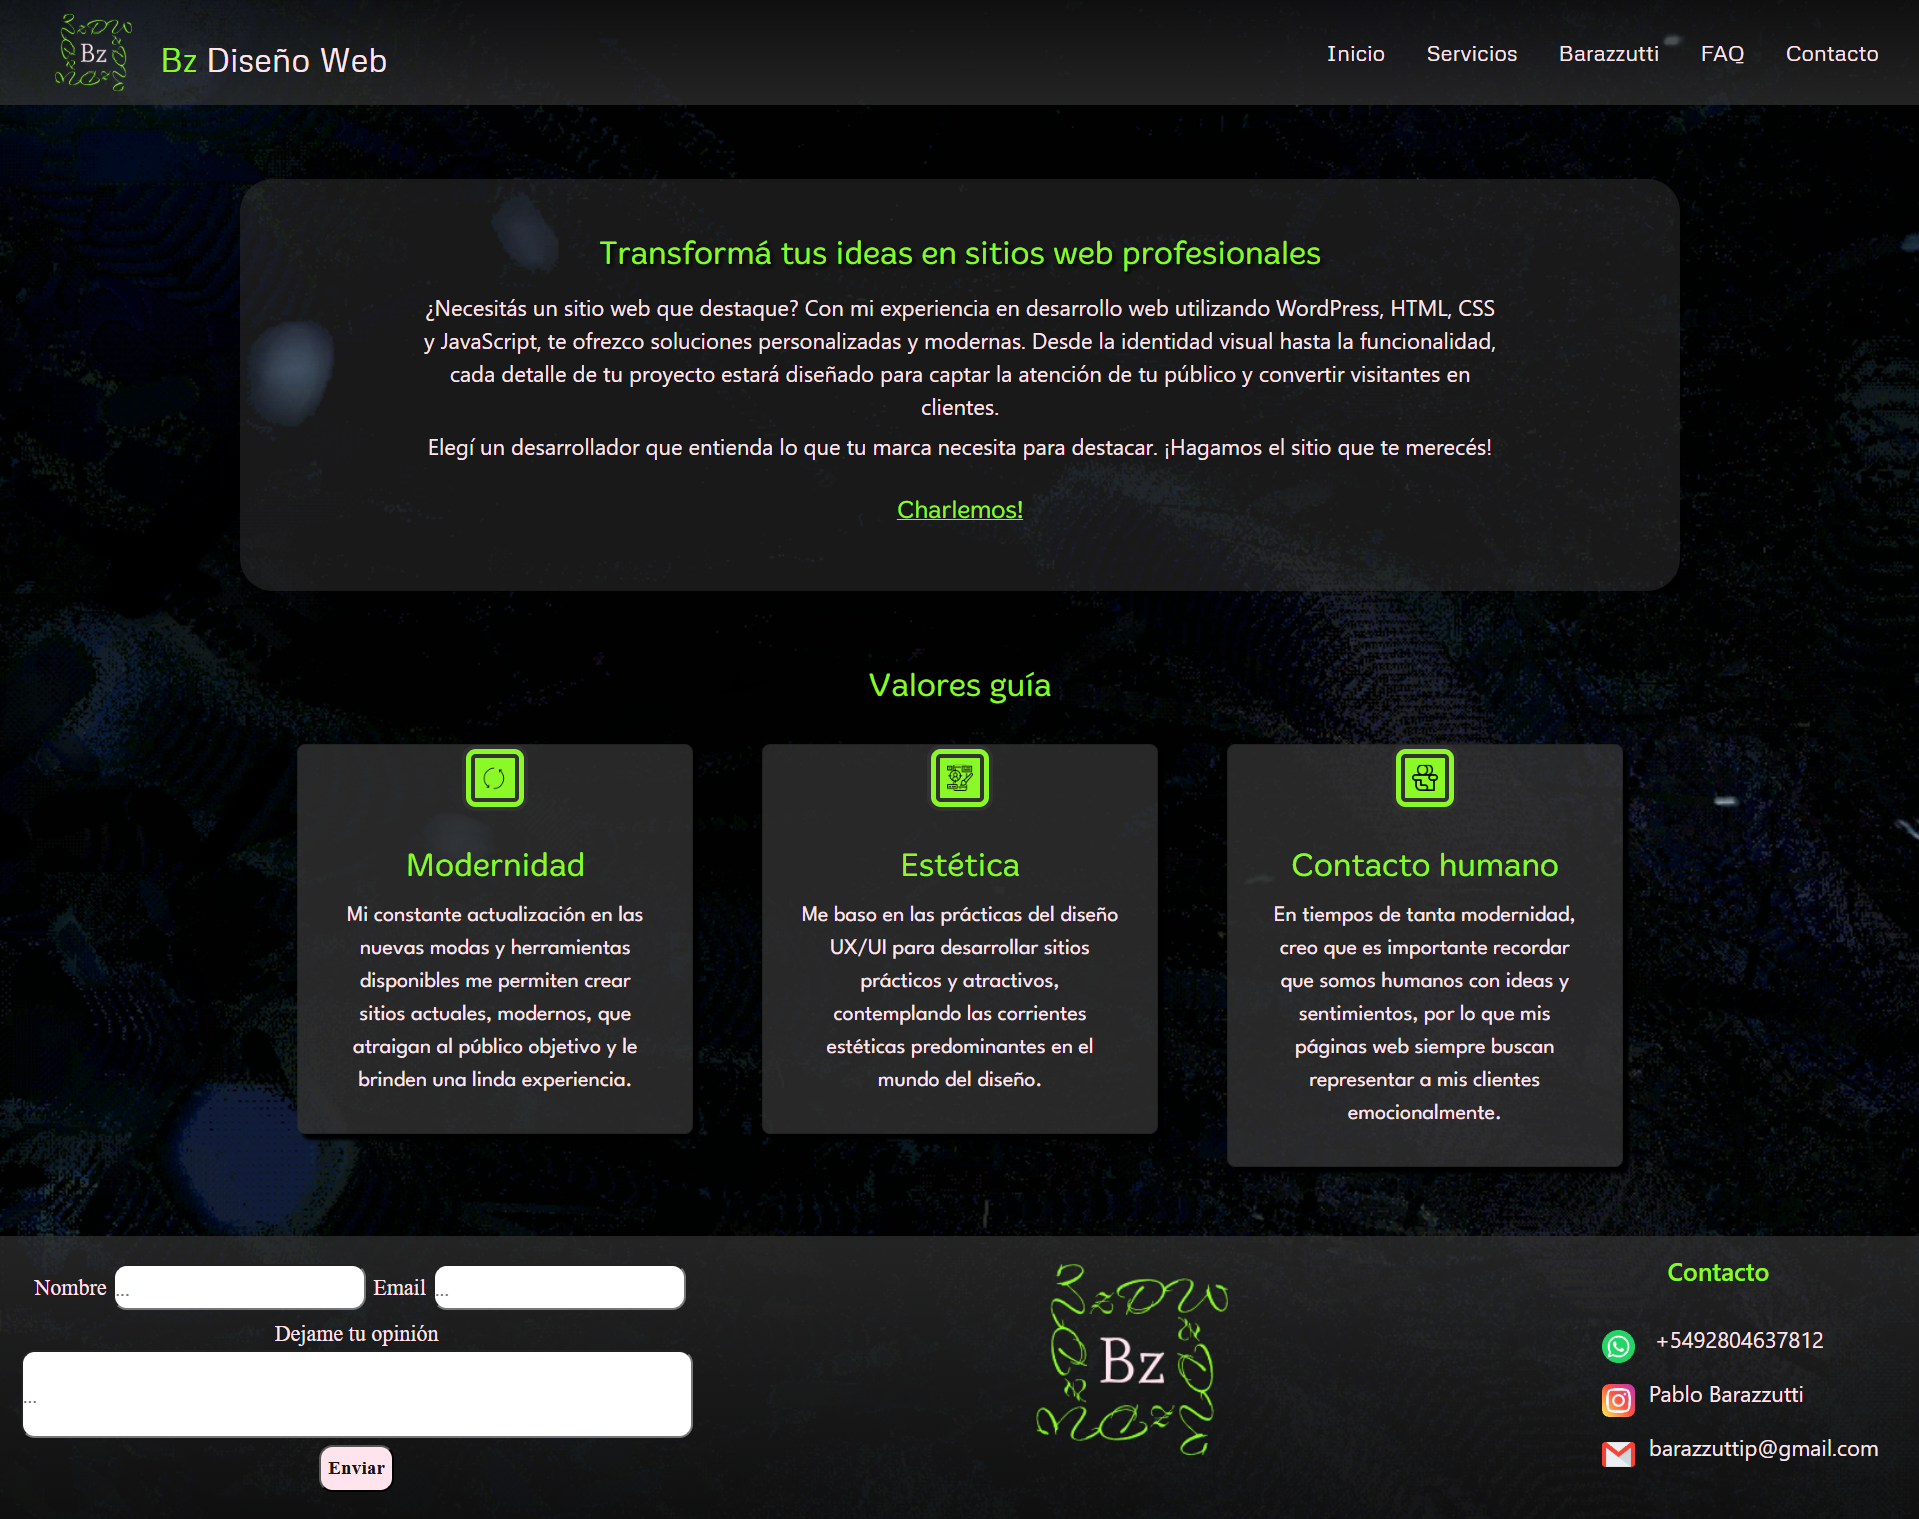 BzDW
Bz
Bz Diseño Web
Inicio
Servicios
Barazzutti
FAQ
Contacto
Transformá tus ideas en sitios web profesionales
¿Necesitás un sitio web que destaque? Con mi experiencia en desarrollo web utilizando WordPress, HTML, CSS
y JavaScript, te ofrezco soluciones personalizadas y modernas. Desde la identidad visual hasta la funcionalidad,
cada detalle de tu proyecto estará diseñado para captar la atención de tu público y convertir visitantes en
clientes.
Elegí un desarrollador que entienda lo que tu marca necesita para destacar. ¡Hagamos el sitio que te merecés!
Charlemos!
Valores guía
Modernidad
Mi constante actualización en las
nuevas modas y herramientas
disponibles me permiten crear
sitios actuales, modernos, que
atraigan al público objetivo y le
brinden una linda experiencia.
Estética
Me baso en las prácticas del diseño
UX/UI para desarrollar sitios
prácticos y atractivos,
contemplando las corrientes
estéticas predominantes en el
mundo del diseño.
Contacto humano
En tiempos de tanta modernidad,
creo que es importante recordar
que somos humanos con ideas y
sentimientos, por lo que mis
páginas web siempre buscan
representar a mis clientes
emocionalmente.
Nombre ...
Email ...
Dejame tu opinión
...
Enviar
BzDW
Bz
Contacto
+5492804637812
Pablo Barazzutti
barazzuttip@gmail.com